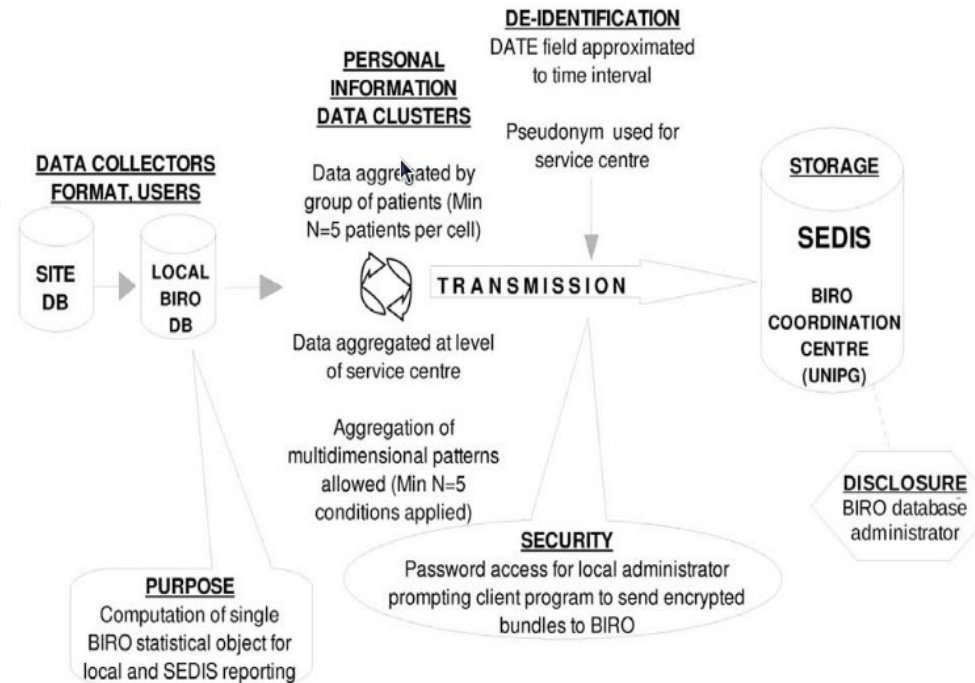 DE-IDENTIFICATION
DATE field approximated
to time interval
Pseudonym used for
service centre
PERSONAL
INFORMATION
DATA CLUSTERS
Data aggregated by
group of patients (Min
N=5 patients per cell)
DATA COLLECTORS
FORMAT, USERS
SITE
DB
LOCAL
BIRO
DB
TRANSMISSION
Data aggregated at level
of service centre
Aggregation of
multidimensional patterns
allowed (Min N=5
conditions applied)
STORAGE
SEDIS
BIRO
COORDINATION
CENTRE
(UNIPG)
DISCLOSURE
BIRO database
administrator
SECURITY
Password access for local administrator
prompting client program to send encrypted
bundles to BIRO
PURPOSE
Computation of single
BIRO statistical object for
local and SEDIS reporting